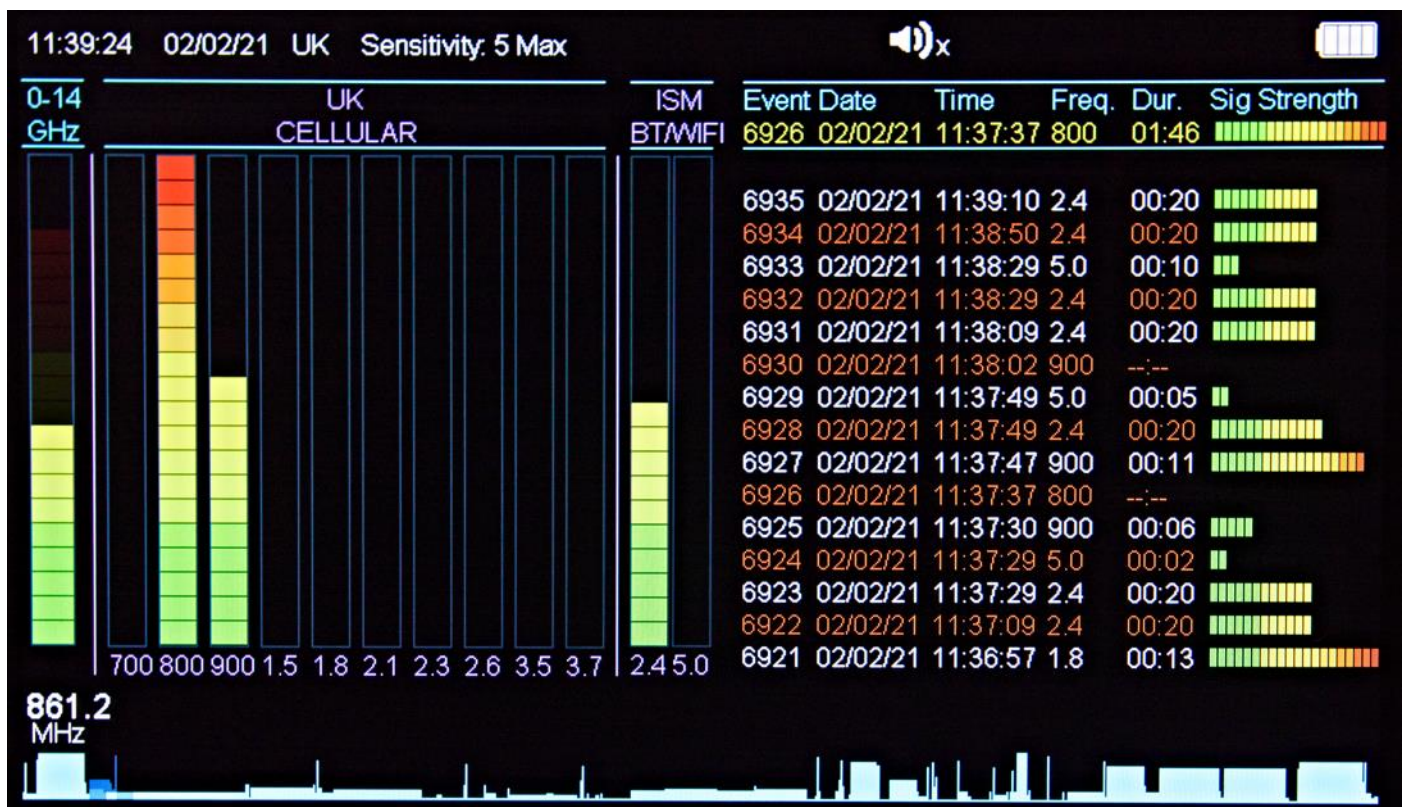 11:39:24 02/02/21 UK Sensitivity: 5 Max x
0-14 GHz
UK CELLULAR
ISM BT/WIFI
Event Date Time Freq. Dur. Sig Strength
6926 02/02/21 11:37:37 800 01:46
6935 02/02/21 11:39:10 2.4 00:20
6934 02/02/21 11:38:50 2.4 00:20
6933 02/02/21 11:38:29 5.0 00:10
6932 02/02/21 11:38:29 2.4 00:20
6931 02/02/21 11:38:09 2.4 00:20
6930 02/02/21 11:38:02 900 --:--
6929 02/02/21 11:37:49 5.0 00:05
6928 02/02/21 11:37:49 2.4 00:20
6927 02/02/21 11:37:47 900 00:11
6926 02/02/21 11:37:37 800 --:--
6925 02/02/21 11:37:30 900 00:06
6924 02/02/21 11:37:29 5.0 00:02
6923 02/02/21 11:37:29 2.4 00:20
6922 02/02/21 11:37:09 2.4 00:20
6921 02/02/21 11:36:57 1.8 00:13
700 800 900 1.5 1.8 2.1 2.3 2.6 3.5 3.7 2.4 5.0
861.2
MHz